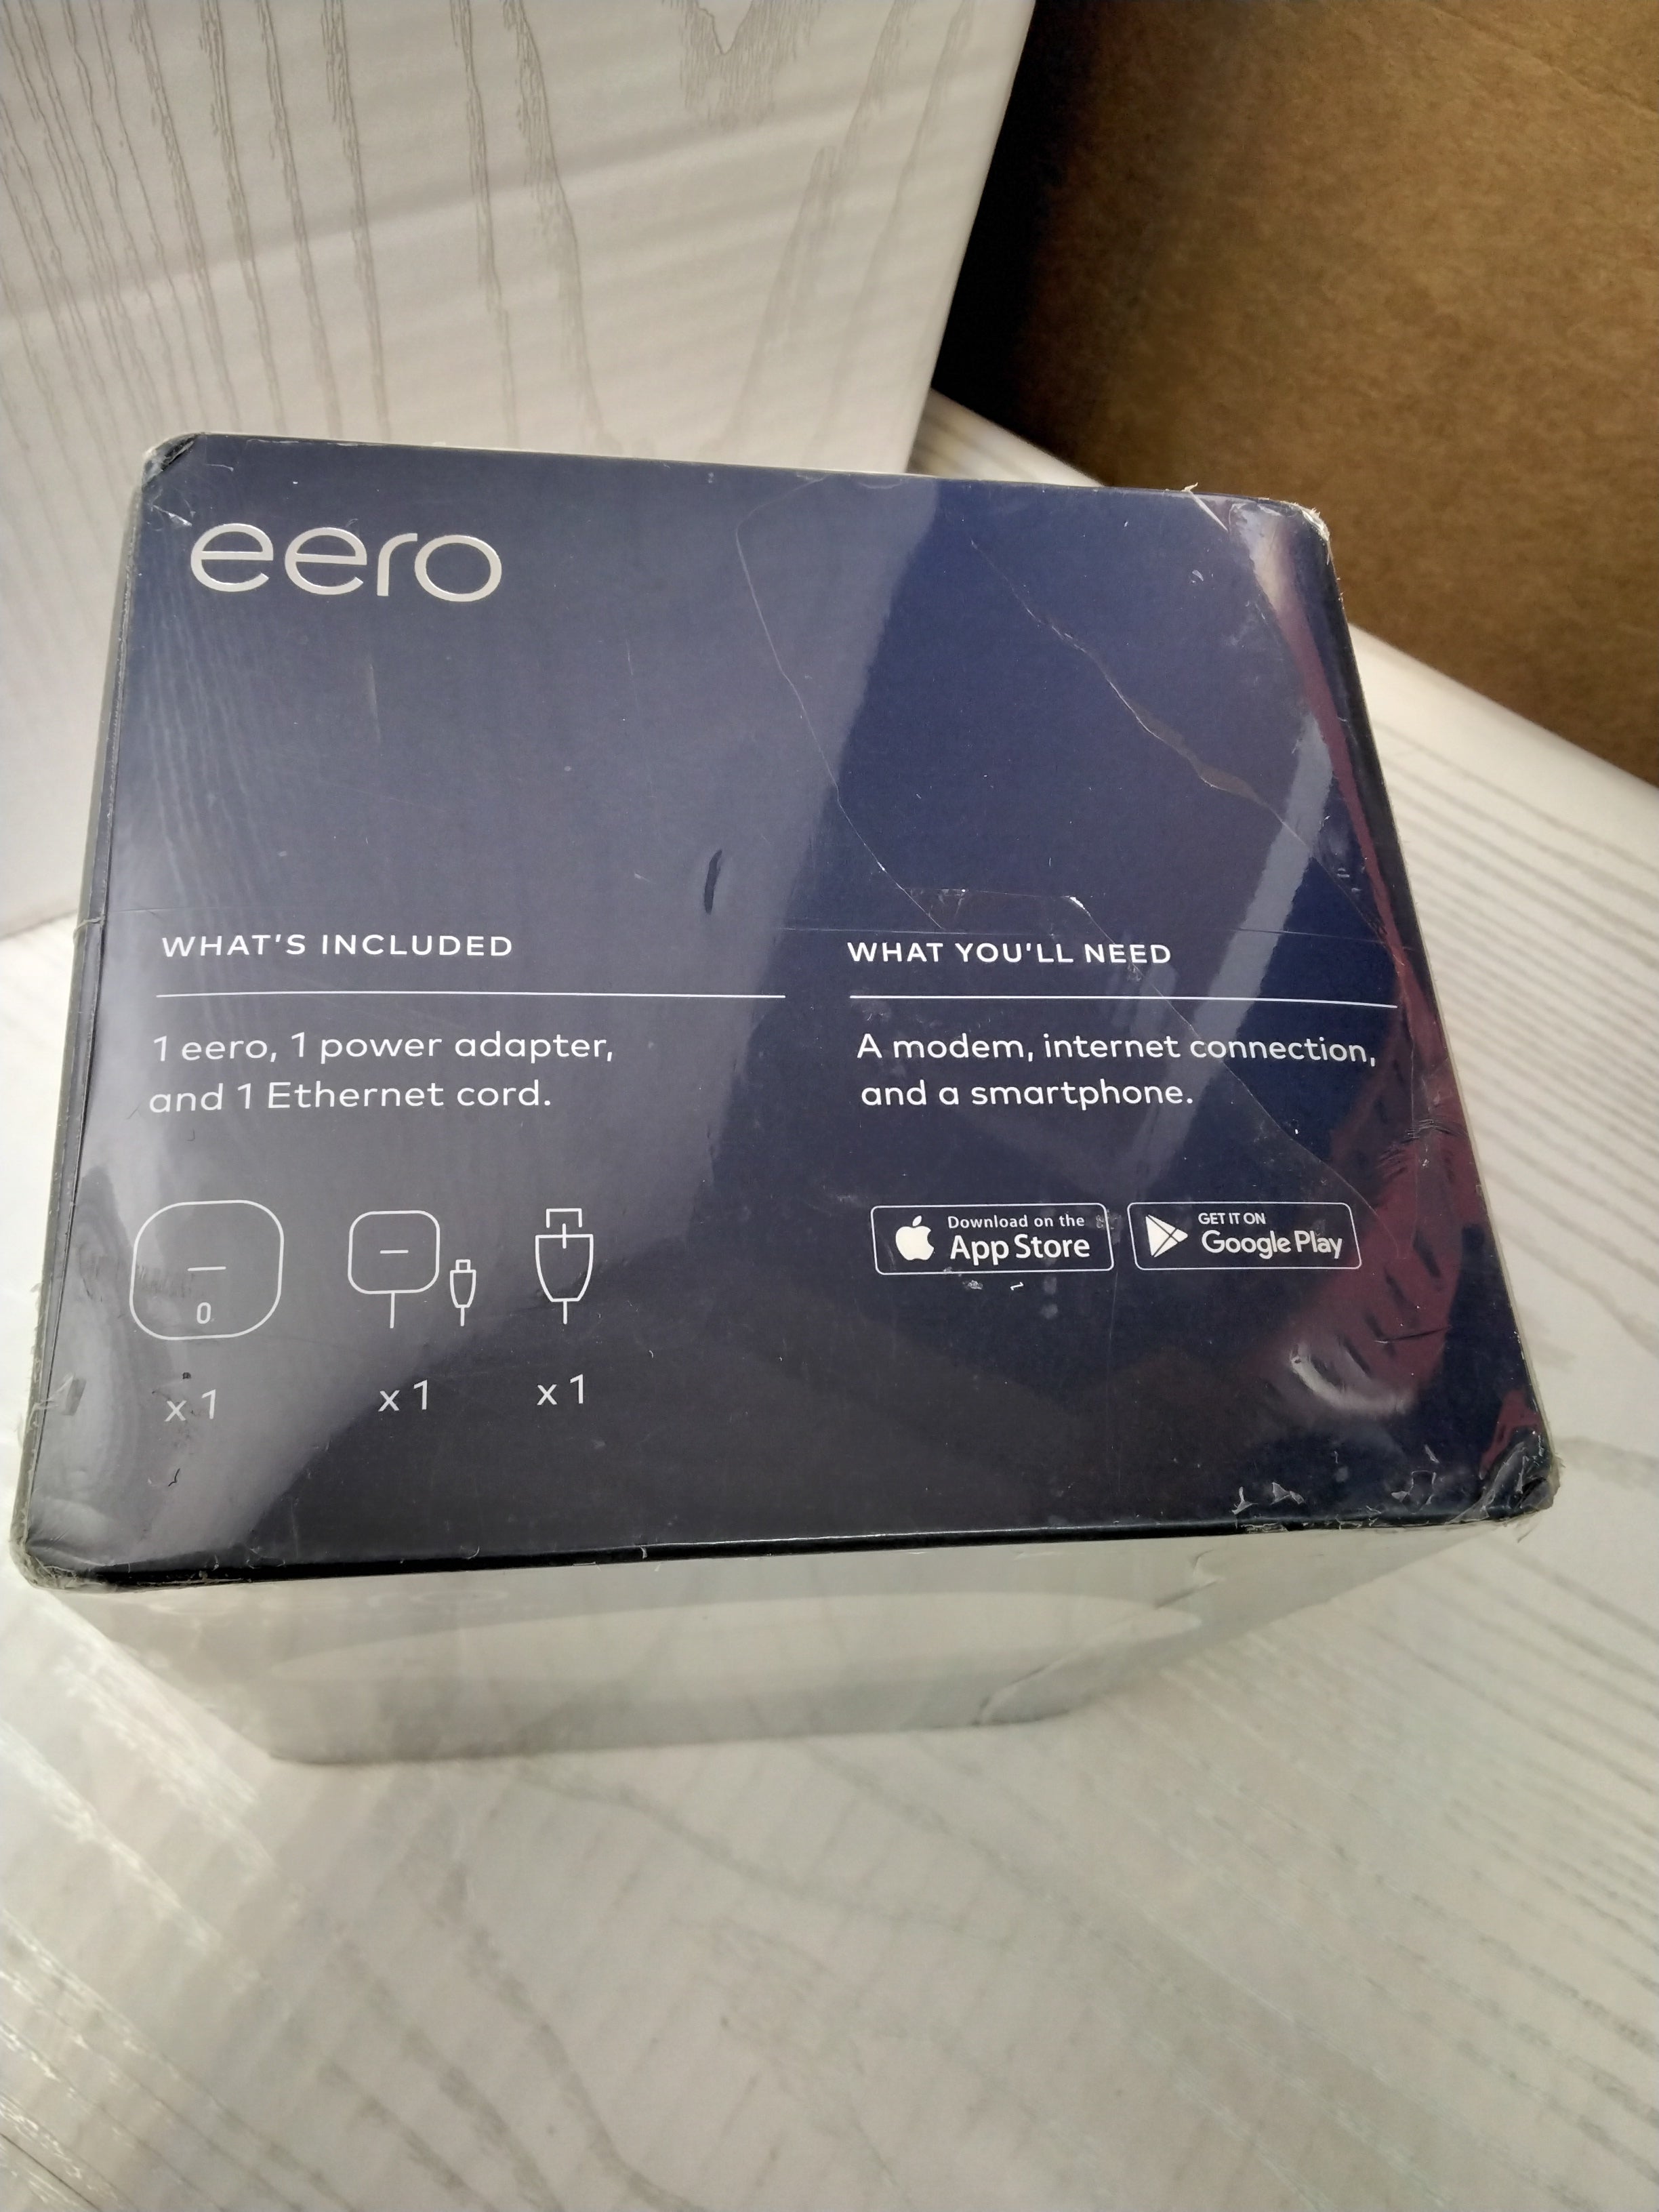 eero
WHAT'S INCLUDED
1 eero, 1 power adapter,
and 1 Ethernet cord.
x 1
x 1
x 1
WHAT YOU'LL NEED
A modem, internet connection,
and a smartphone.
Download on the
App Store
GET IT ON
Google Play